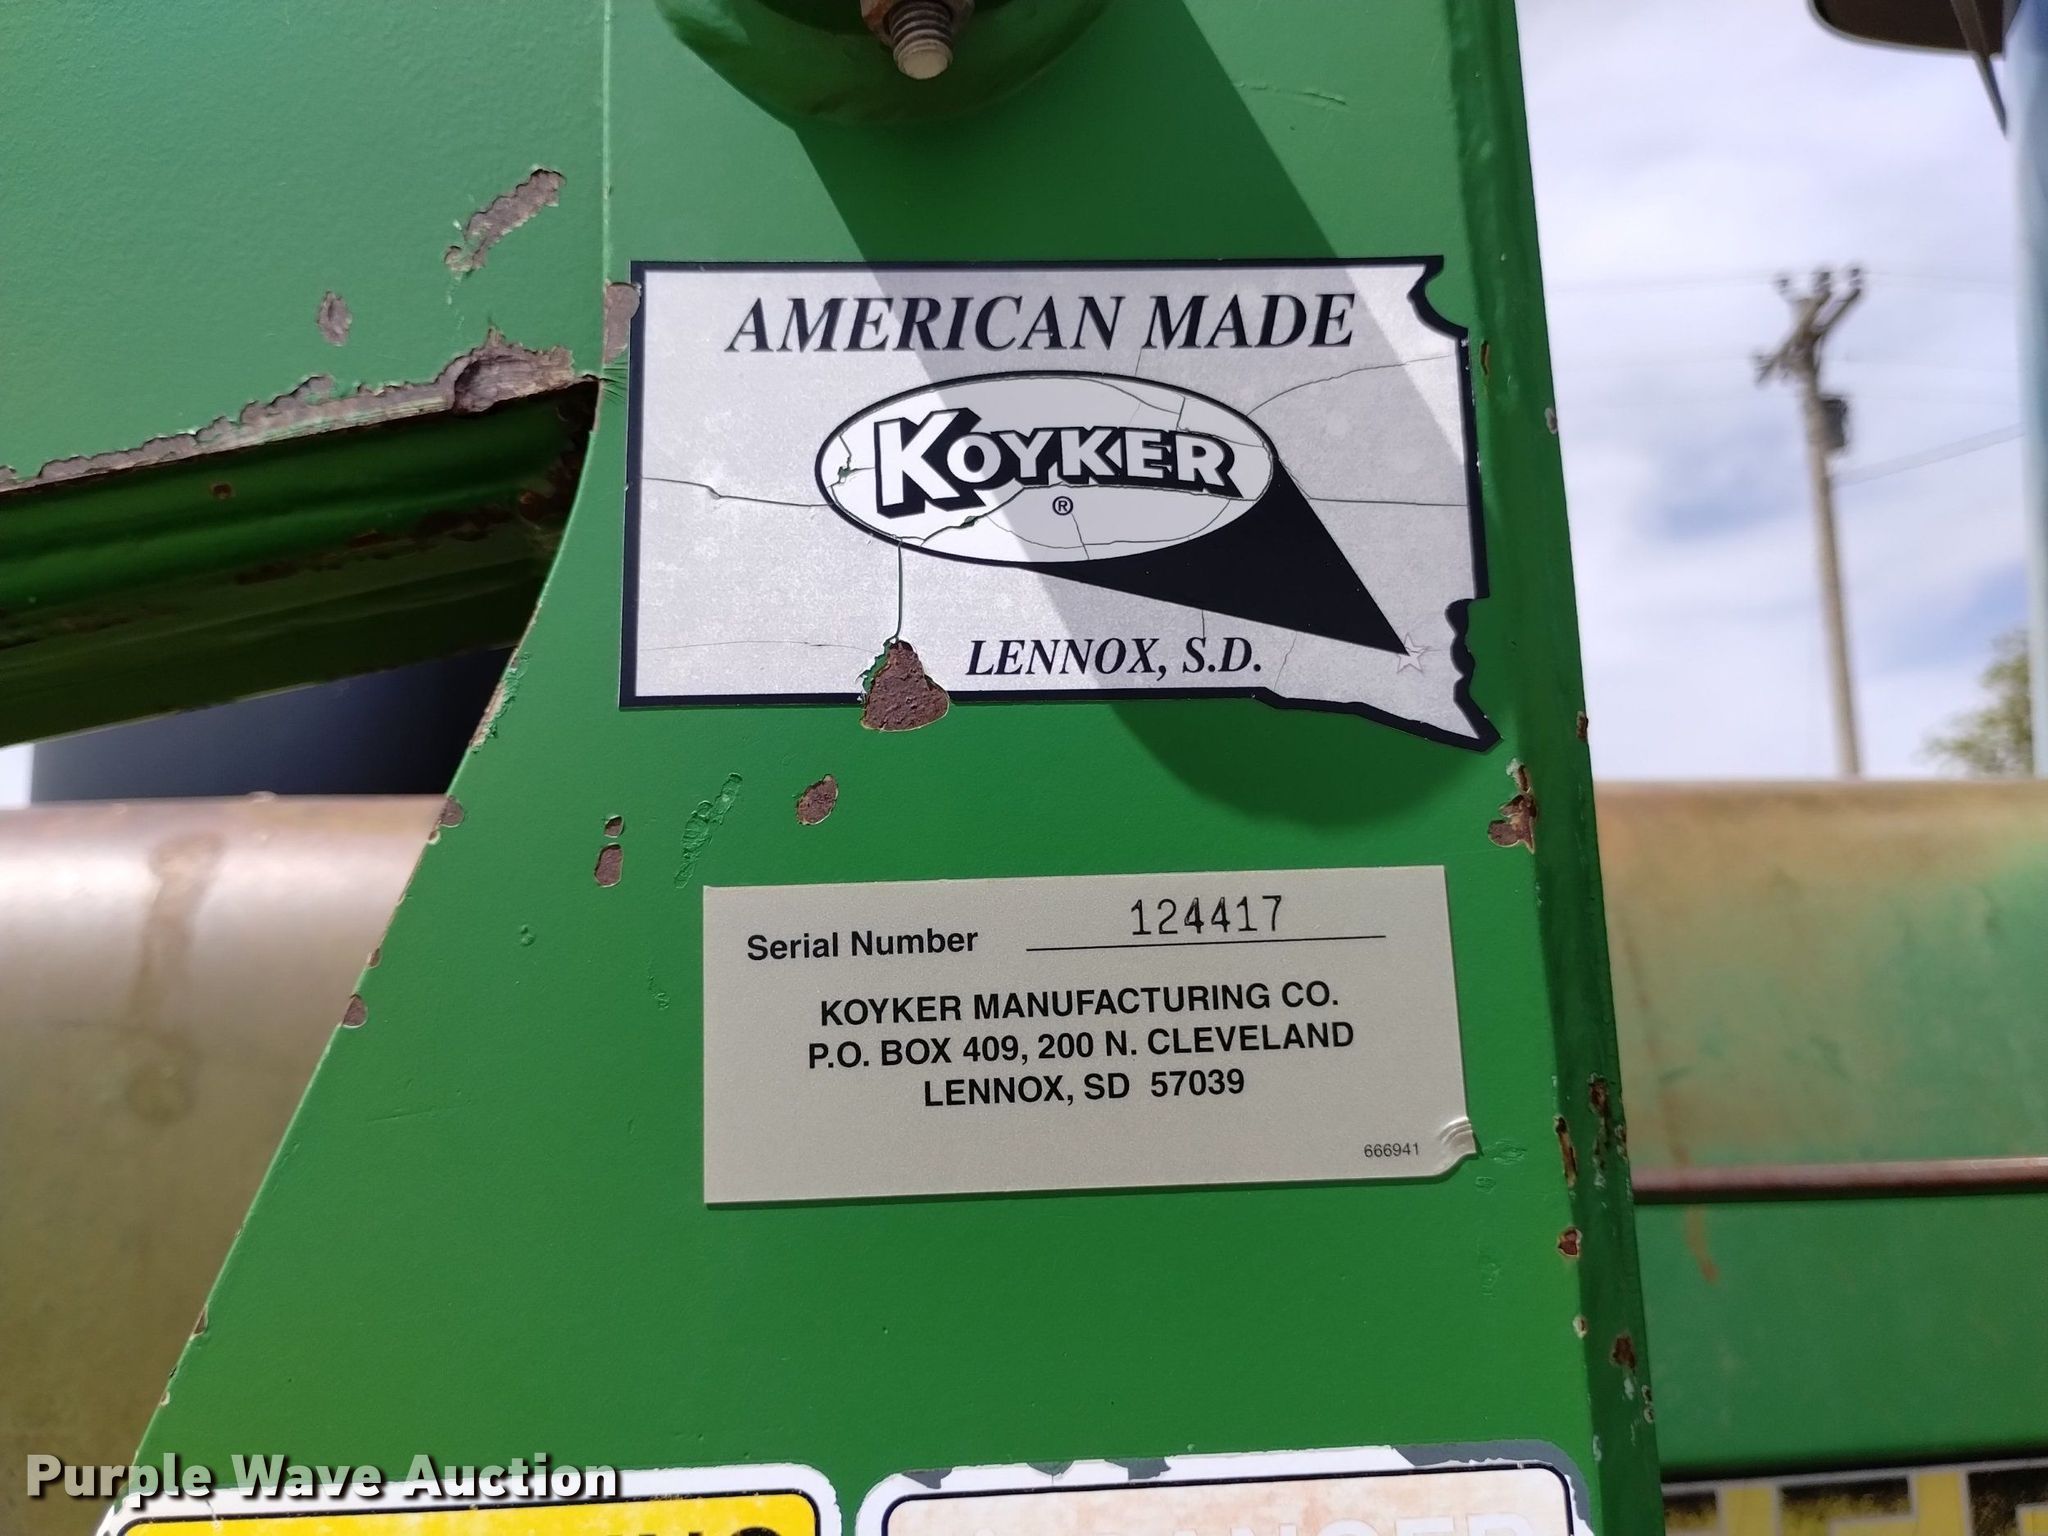 AMERICAN MADE
KOYKER
®
LENNOX, S.D.
Serial Number 124417
KOYKER MANUFACTURING CO.
P.O. BOX 409, 200 N. CLEVELAND
LENNOX, SD 57039
666941
Purple Wave Auction